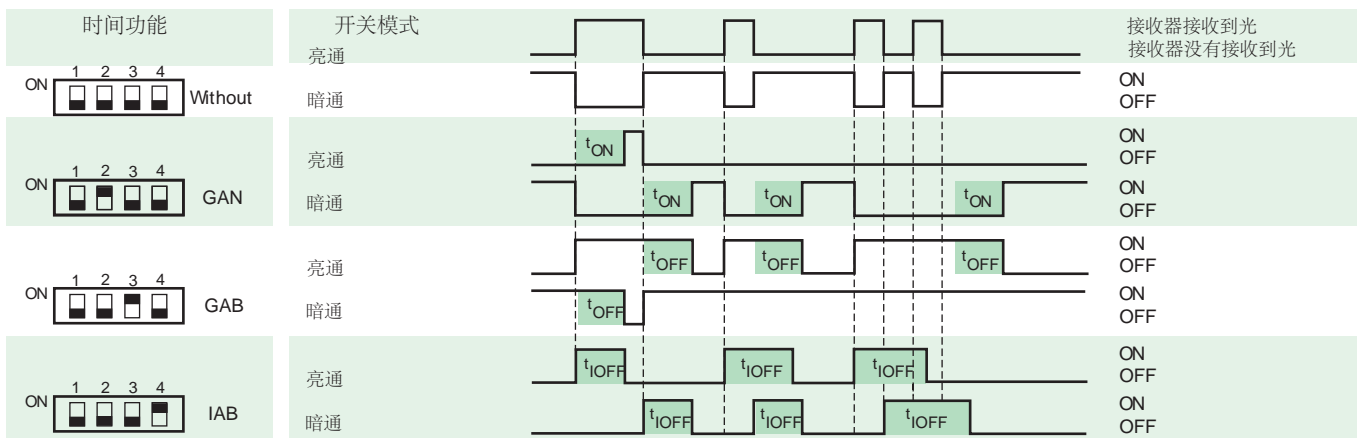 时间功能 开关模式 接收器接收到光
亮通 接收器没有接收到光
ON 1 2 3 4 Without 暗通 ON
OFF
亮通 tON ON
OFF
ON 1 2 3 4 GAN 暗通 tON tON tON ON
OFF
亮通 tOFF tOFF tOFF ON
OFF
ON 1 2 3 4 GAB 暗通 tOFF ON
OFF
亮通 tIOFF tIOFF tIOFF ON
OFF
ON 1 2 3 4 IAB 暗通 tIOFF tIOFF tIOFF ON
OFF